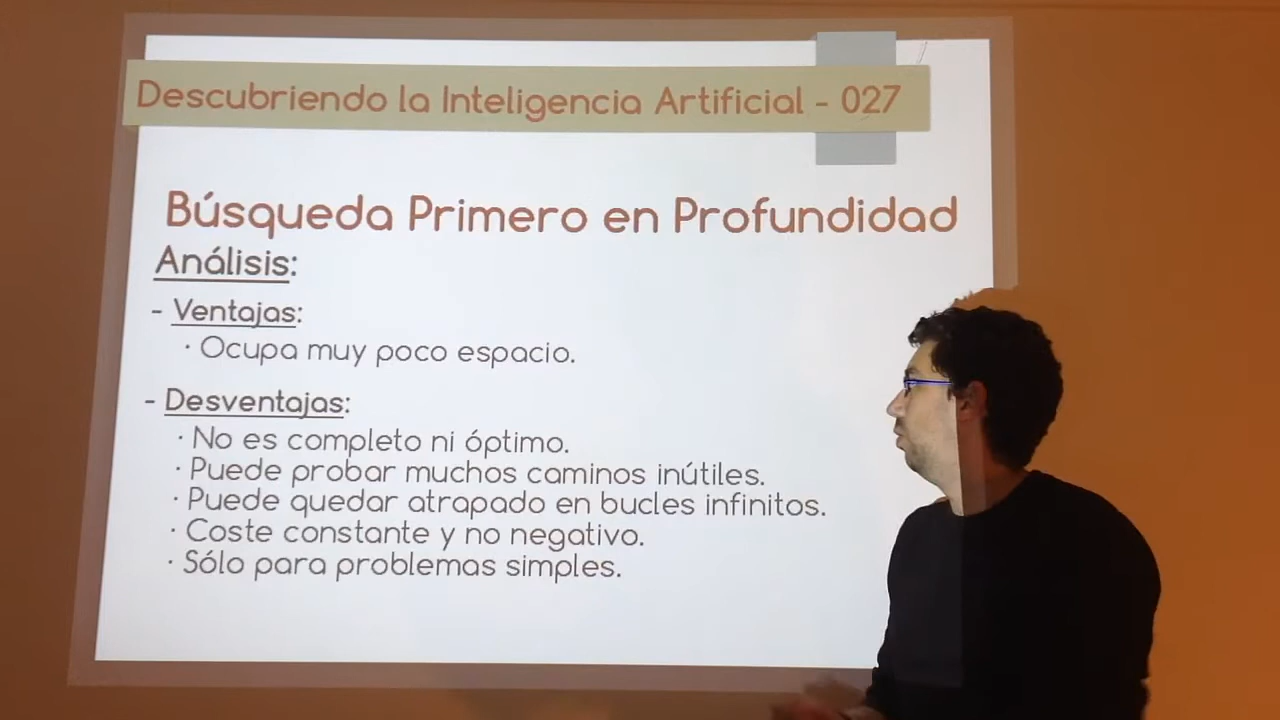 Descubriendo la Inteligencia Artificial - 027
Búsqueda Primero en Profundidad
Análisis:
- Ventajas:
· Ocupa muy poco espacio.
- Desventajas:
· No es completo ni óptimo.
· Puede probar muchos caminos inútiles.
· Puede quedar atrapado en bucles infinitos.
· Coste constante y no negativo.
· Sólo para problemas simples.